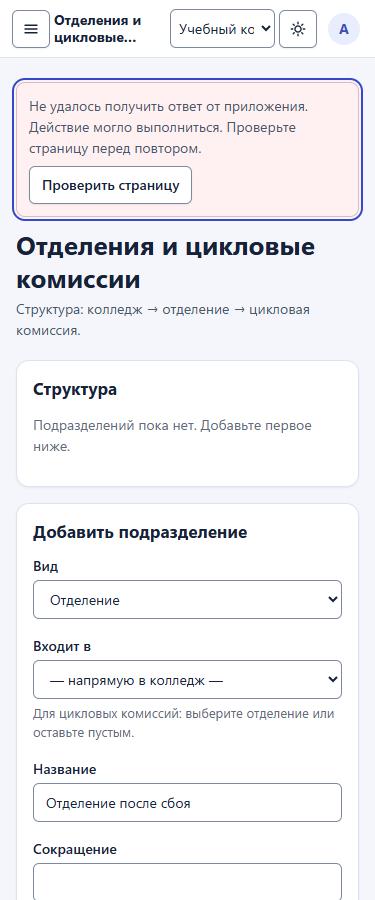 Отделения и
цикловые...
Учебный ко
А
Не удалось получить ответ от приложения.
Действие могло выполниться. Проверьте
страницу перед повтором.
Проверить страницу
Отделения и цикловые
комиссии
Структура: колледж → отделение → цикловая
комиссия.
Структура
Подразделений пока нет. Добавьте первое
ниже.
Добавить подразделение
Вид
Отделение
Входит в
— напрямую в колледж —
Для цикловых комиссий: выберите отделение или
оставьте пустым.
Название
Отделение после сбоя
Сокращение